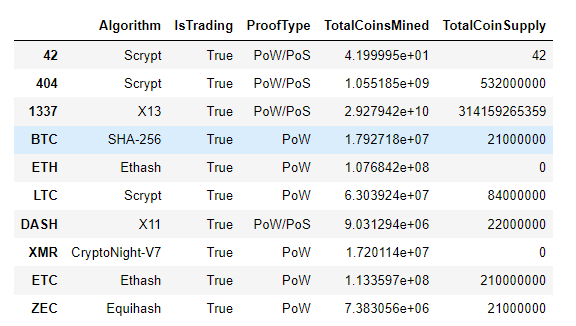 Algorithm IsTrading ProofType TotalCoinsMined TotalCoinSupply
42 Scrypt True PoW/PoS 4.199995e+01 42
404 Scrypt True PoW/PoS 1.055185e+09 532000000
1337 X13 True PoW/PoS 2.927942e+10 314159265359
BTC SHA-256 True PoW 1.792718e+07 21000000
ETH Ethash True PoW 1.076842e+08 0
LTC Scrypt True PoW 6.303924e+07 84000000
DASH X11 True PoW/PoS 9.031294e+06 22000000
XMR CryptoNight-V7 True PoW 1.720114e+07 0
ETC Ethash True PoW 1.133597e+08 210000000
ZEC Equihash True PoW 7.383056e+06 21000000